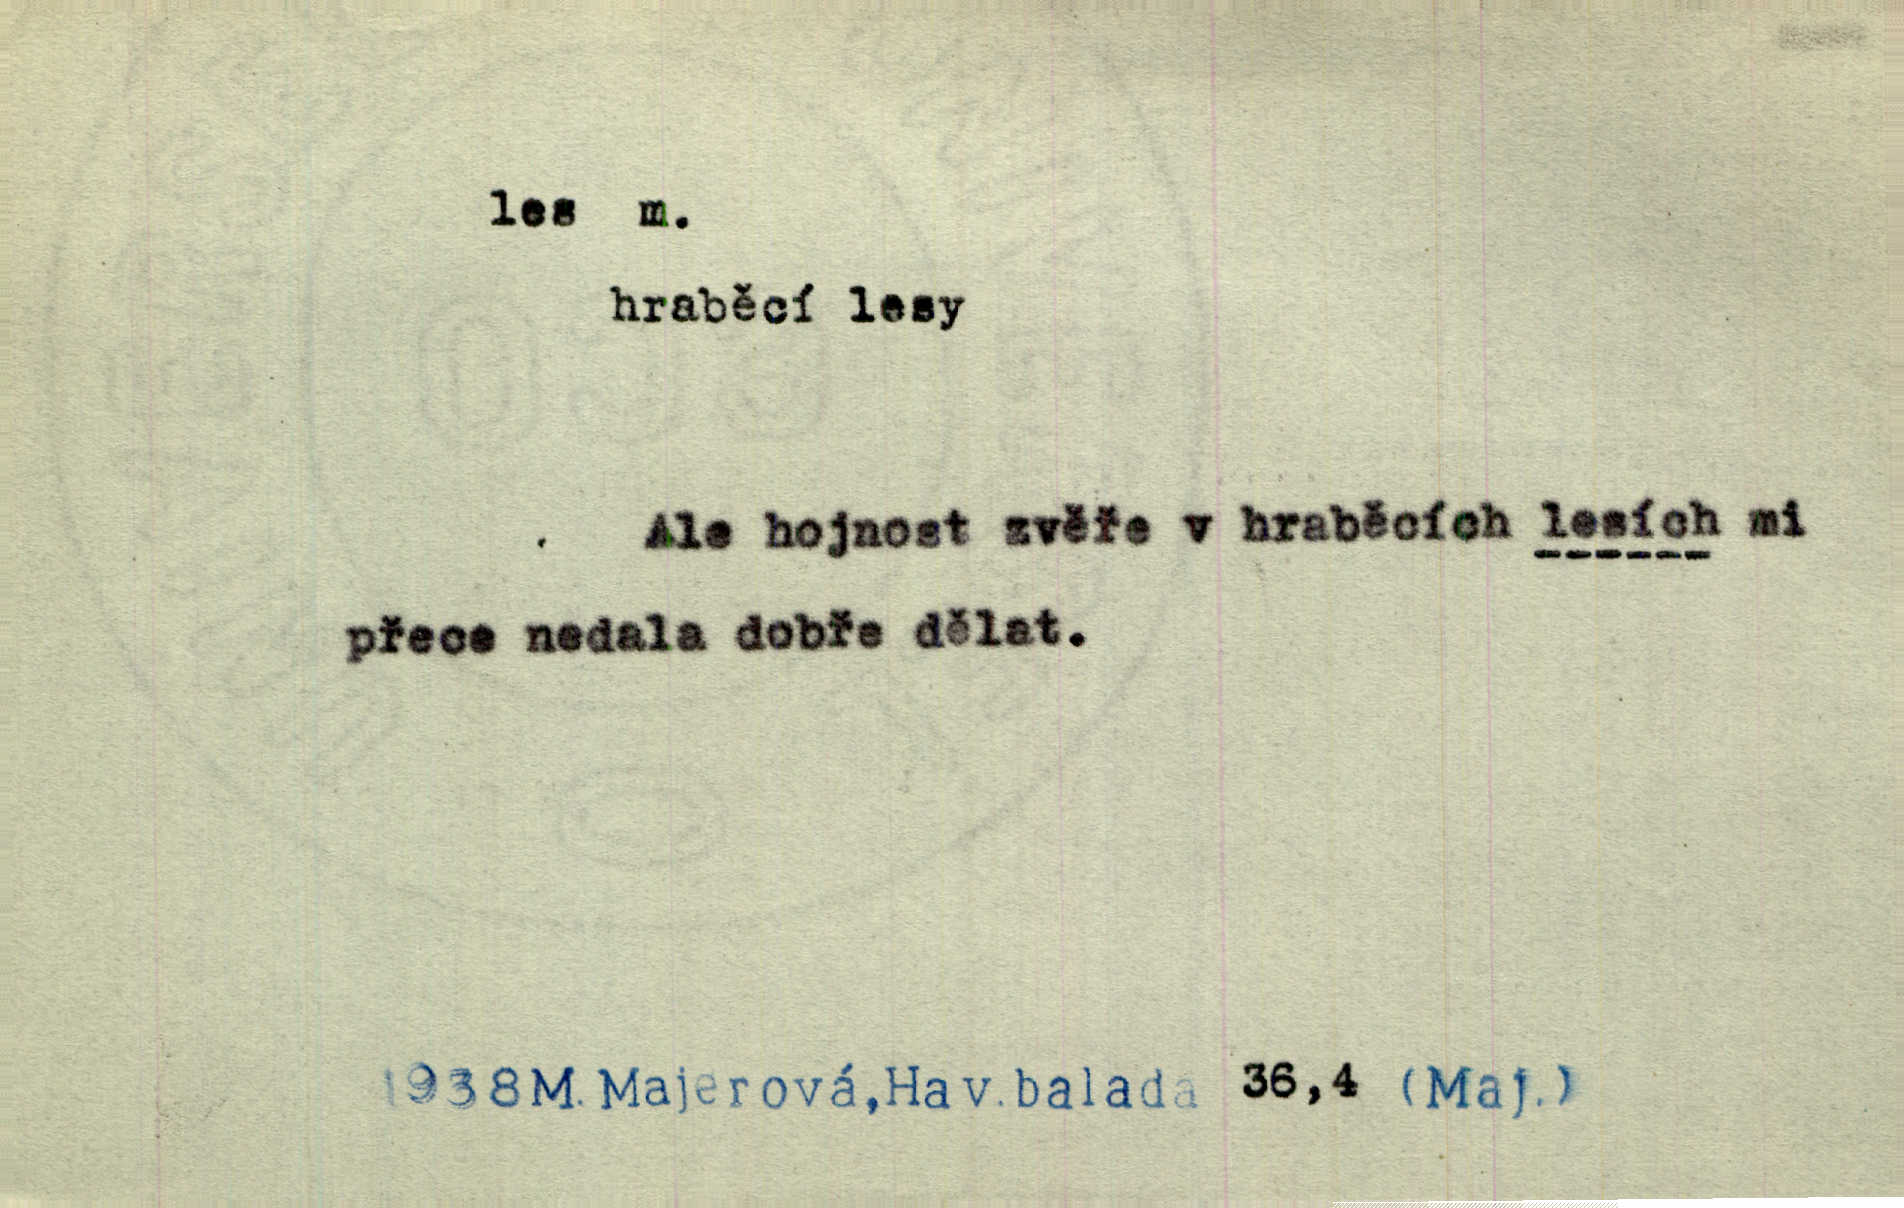 les m.
hraběcí lesy
Ale hojnost zvěře v hraběcích lesích mi
přece nedala dobře dělat.
1938 M. Majerová, Hav. balada 36,4 (Maj.)